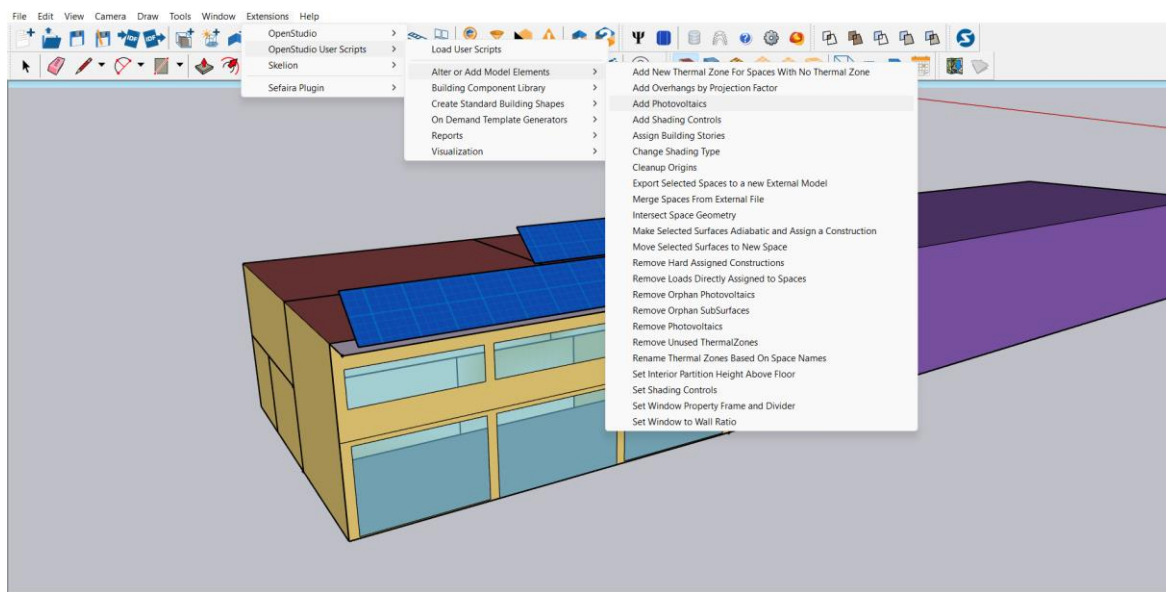 File Edit View Camera Draw Tools Window Extensions Help
OpenStudio
OpenStudio User Scripts
Skelion
Sefaira Plugin
Load User Scripts
Alter or Add Model Elements
Building Component Library
Create Standard Building Shapes
On Demand Template Generators
Reports
Visualization
Add New Thermal Zone For Spaces With No Thermal Zone
Add Overhangs by Projection Factor
Add Photovoltaics
Add Shading Controls
Assign Building Stories
Change Shading Type
Cleanup Origins
Export Selected Spaces to a new External Model
Merge Spaces From External File
Intersect Space Geometry
Make Selected Surfaces Adiabatic and Assign a Construction
Move Selected Surfaces to New Space
Remove Hard Assigned Constructions
Remove Loads Directly Assigned to Spaces
Remove Orphan Photovoltaics
Remove Orphan SubSurfaces
Remove Photovoltaics
Remove Unused ThermalZones
Rename Thermal Zones Based On Space Names
Set Interior Partition Height Above Floor
Set Shading Controls
Set Window Property Frame and Divider
Set Window to Wall Ratio